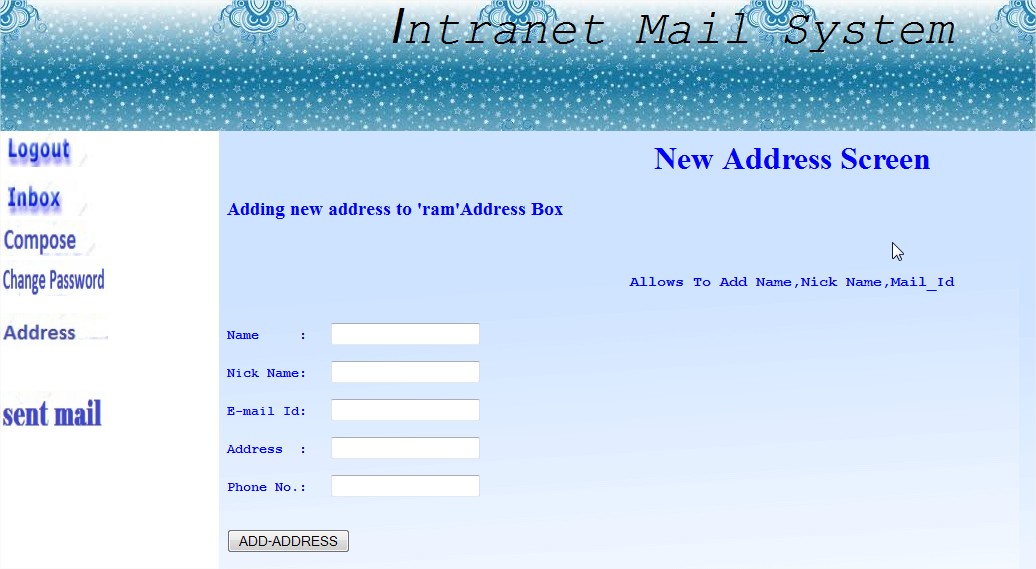 Intranet Mail System
Logout
Inbox
Compose
Change Password
Address
sent mail
New Address Screen
Adding new address to 'ram'Address Box
Allows To Add Name,Nick Name,Mail_Id
Name     :
Nick Name:
E-mail Id:
Address  :
Phone No.:
ADD-ADDRESS